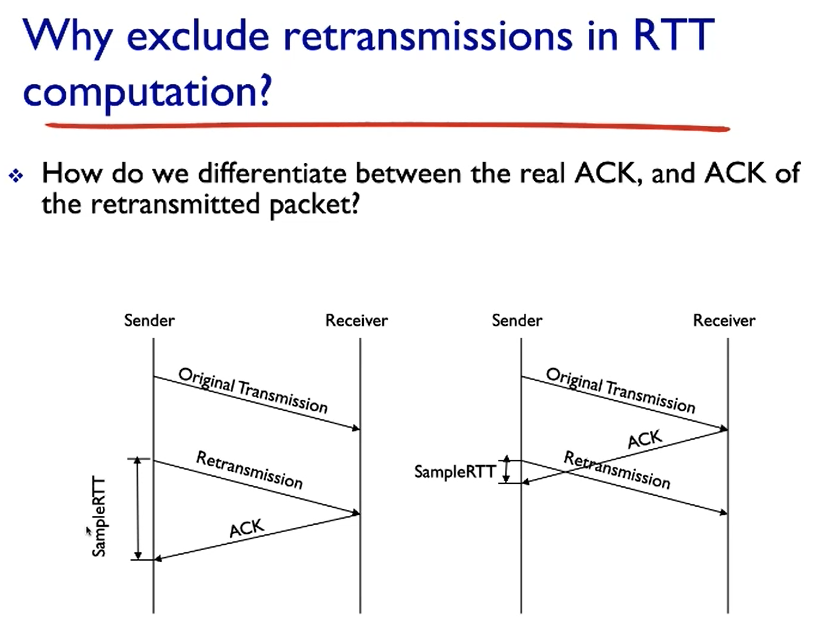 Why exclude retransmissions in RTT
computation?
How do we differentiate between the real ACK, and ACK of
the retransmitted packet?
Sender
Receiver
Original Transmission
Retransmission
ACK
SampleRTT
Sender
Receiver
Original Transmission
ACK
SampleRTT
Retransmission